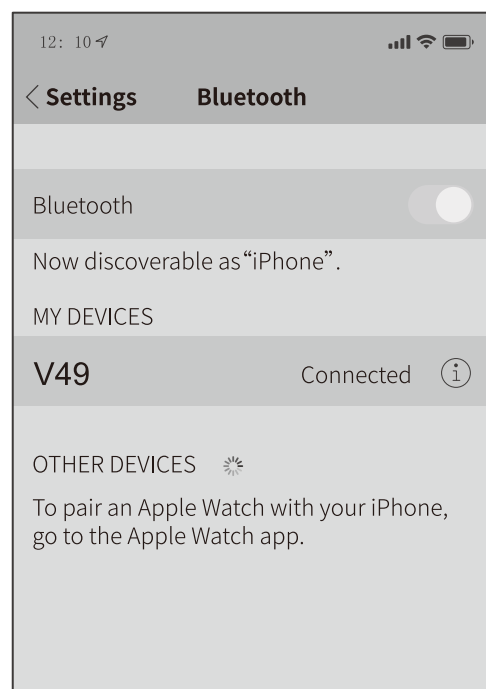 12: 10
Settings Bluetooth
Bluetooth
Now discoverable as“iPhone”.
MY DEVICES
V49 Connected i
OTHER DEVICES
To pair an Apple Watch with your iPhone,
go to the Apple Watch app.